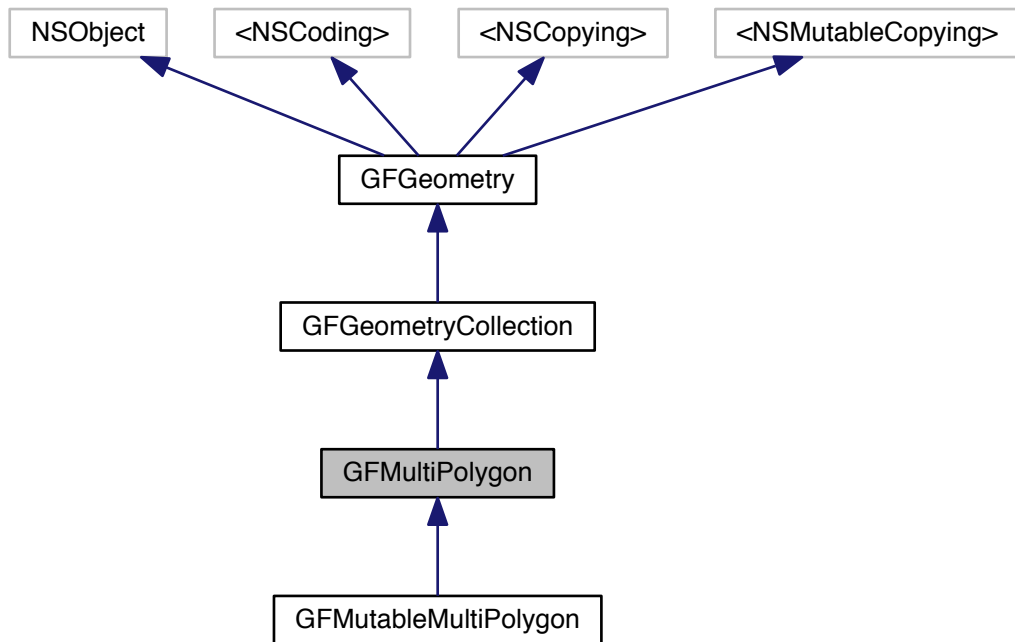 NSObject
<NSCoding>
<NSCopying>
<NSMutableCopying>
GFGeometry
GFGeometryCollection
GFMultiPolygon
GFMutableMultiPolygon